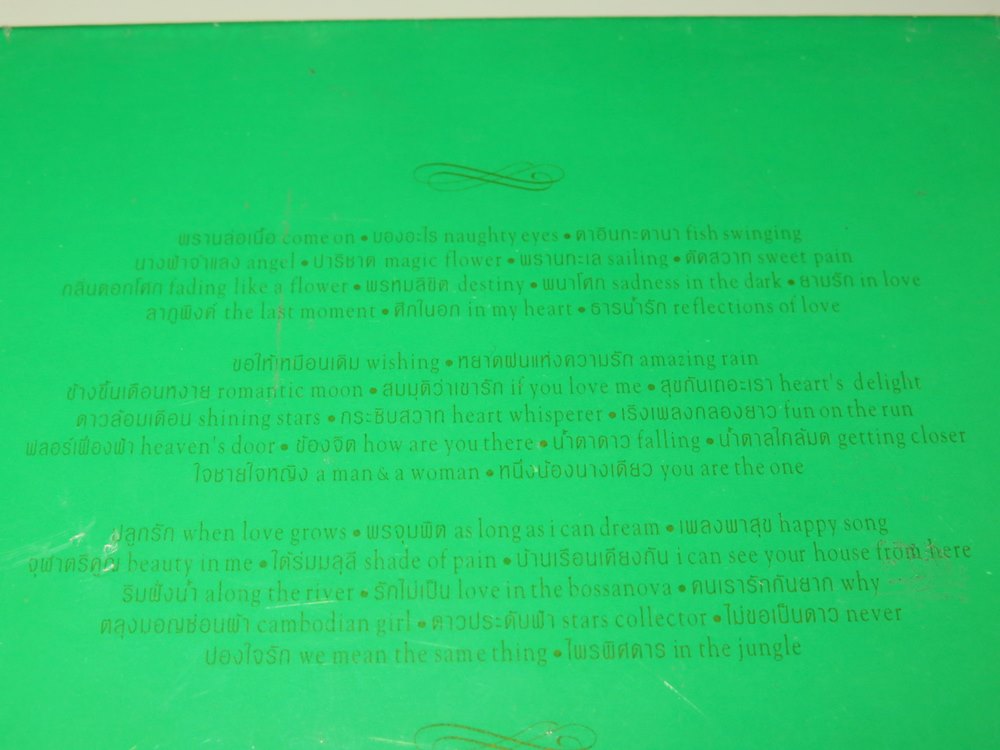 พรานล่อเนื้อ come on • มองอะไร naughty eyes • ตาอินกะตานา fish swinging
นางฟ้าจำแลง angel • ปาริชาต magic flower • พรานทะเล sailing • ตัดสวาท sweet pain
กลิ่นดอกโศก fading like a flower • พรหมลิขิต destiny • พนาโศก sadness in the dark • ยามรัก in love
ลาภูพิงค์ the last moment • ศึกในอก in my heart • ธารน้ำรัก reflections of love
ขอให้เหมือนเดิม wishing • หยาดฝนแห่งความรัก amazing rain
ข้างขึ้นเดือนหงาย romantic moon • สมมุติว่าเขารัก if you love me • สุขกันเถอะเรา heart's delight
ดาวล้อมเดือน shining stars • กระซิบสวาท heart whisperer • เริงเพลงกลองยาว fun on the run
ฟลอร์เฟื่องฟ้า heaven's door • ข้องจิต how are you there • น้ำตาดาว falling • น้ำตาลใกล้มด getting closer
ใจชายใจหญิง a man & a woman • หนึ่งน้องนางเดียว you are the one
ปลูกรัก when love grows • พรจุมพิต as long as i can dream • เพลงพาสุข happy song
จุฬาตรีคูณ beauty in me • ใต้ร่มมลุลี shade of pain • บ้านเรือนเคียงกัน i can see your house from here
ริมฝั่งน้ำ along the river • รักไม่เป็น love in the bossanova • คนเรารักกันยาก why
ตลุงมอญซ่อนผ้า cambodian girl • ดาวประดับฟ้า stars collector • ไม่ขอเป็นดาว never
ปองใจรัก we mean the same thing • ไพรพิศดาร in the jungle